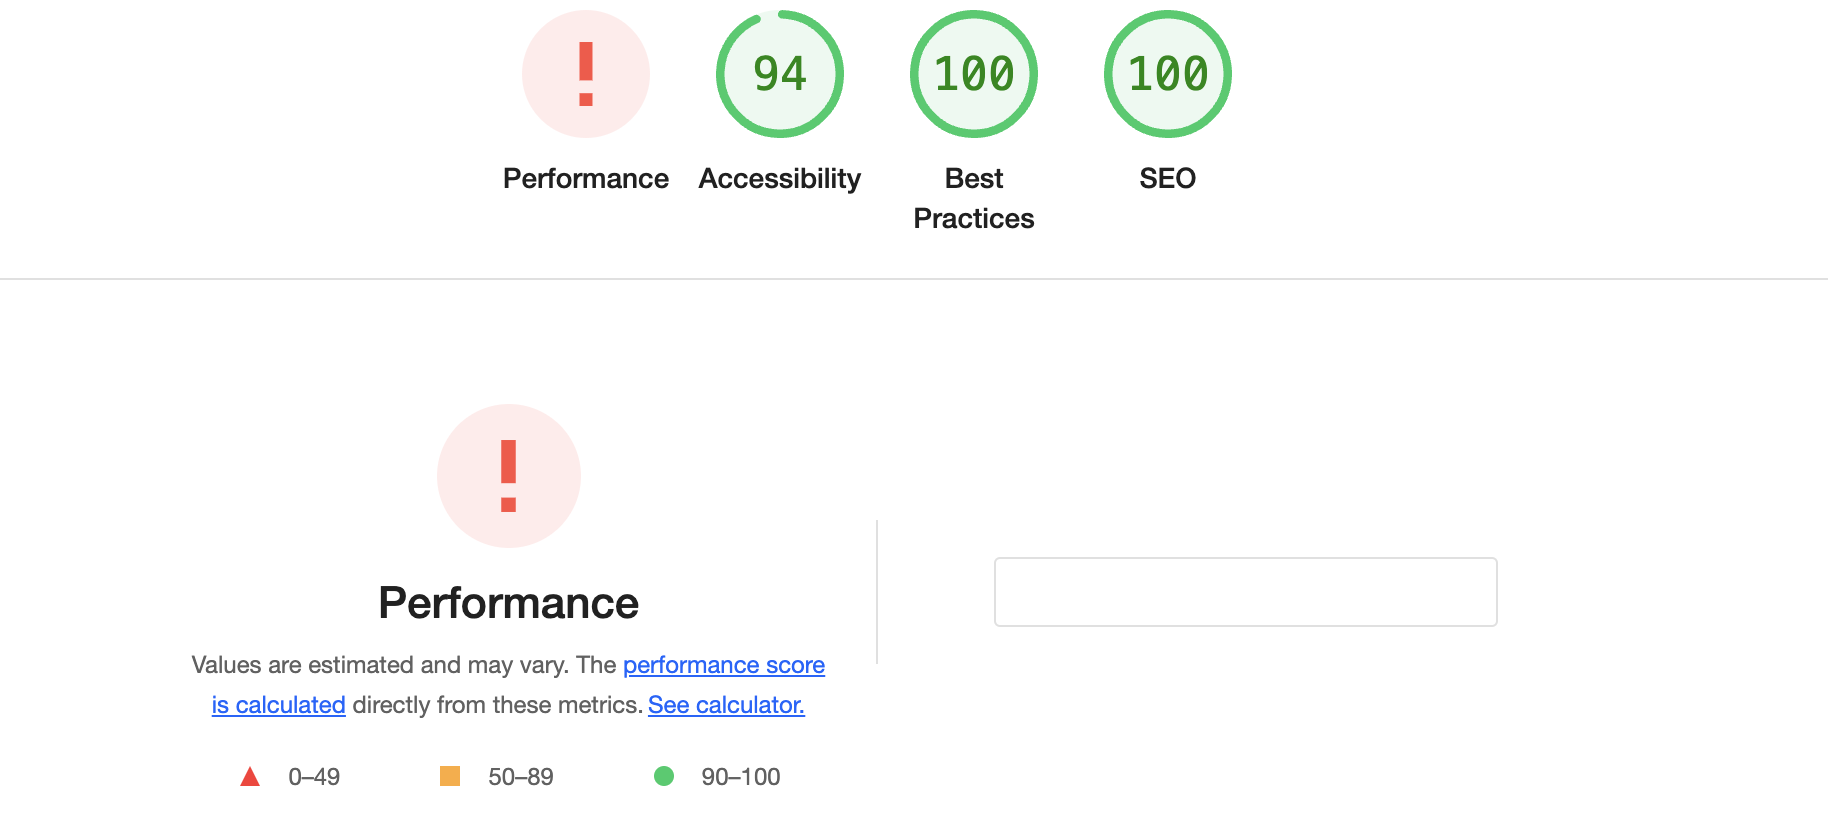 !
94
100
100
Performance
Accessibility
Best
Practices
SEO
!
Performance
Values are estimated and may vary. The performance score
is calculated directly from these metrics. See calculator.
0–49
50–89
90–100